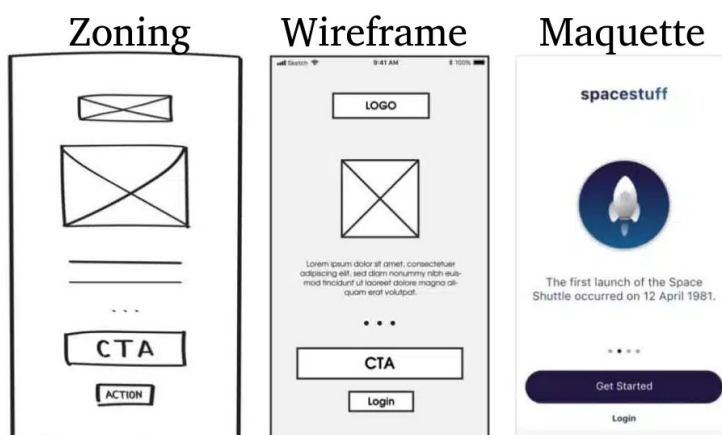 Zoning
Wireframe
Maquette
CTA
ACTION
Sketch
9:41 AM
100%
LOGO
Lorem ipsum dolor sit amet, consectetuer
adipiscing elit, sed diam nonummy nibh euis-
mod tincidunt ut laoreet dolore magna ali-
quam erat volutpat.
CTA
Login
spacestuff
The first launch of the Space
Shuttle occurred on 12 April 1981.
Get Started
Login